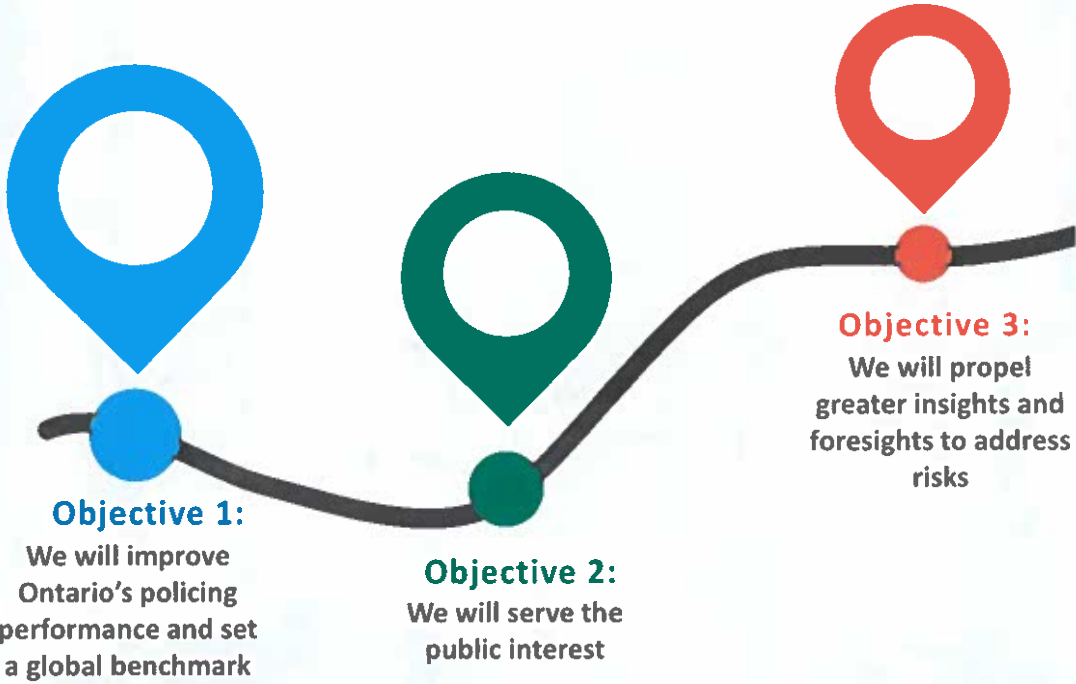 Objective 1:
We will improve
Ontario's policing
performance and set
a global benchmark
Objective 2:
We will serve the
public interest
Objective 3:
We will propel
greater insights and
foresights to address
risks